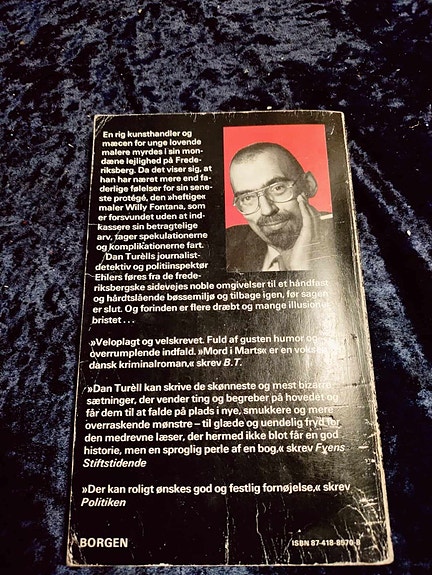 En rig kunsthandler og
mæcen for unge lovende
malere myrdes i sin mon-
dæne lejlighed på Frede-
riksberg. Da det viser sig, at
han har næret mere end fa-
derlige følelser for sin sene-
ste protégé, den »heftige«
maler Willy Fontana, som
er forsvundet uden at ind-
kassere sin betragtelige
arv, tager spekulationerne
og komplikationerne fart.
Dan Turèlls journalist-
detektiv og politiinspektør
Ehlers føres fra de frede-
riksbergske sidevejes noble omgivelser til et håndfast
og hårdtslående bøssemiljø og tilbage igen, før sagen
er slut. Og forinden er flere dræbt og mange illusioner
bristet . . .
»Veloplagt og velskrevet. Fuld af gusten humor og
overrumplende indfald. »Mord i Marts« er en voksen
dansk kriminalroman,« skrev B.T.
»Dan Turèll kan skrive de skønneste og mest bizarre
sætninger, der vender ting og begreber på hovedet og
får dem til at falde på plads i nye, smukkere og mere
overraskende mønstre – til glæde og uendelig fryd for
den medrevne læser, der hermed ikke blot får en god
historie, men en sproglig perle af en bog,« skrev Fyens
Stiftstidende
»Der kan roligt ønskes god og festlig fornøjelse,« skrev
Politiken
BORGEN
ISBN 87-418-8570-8